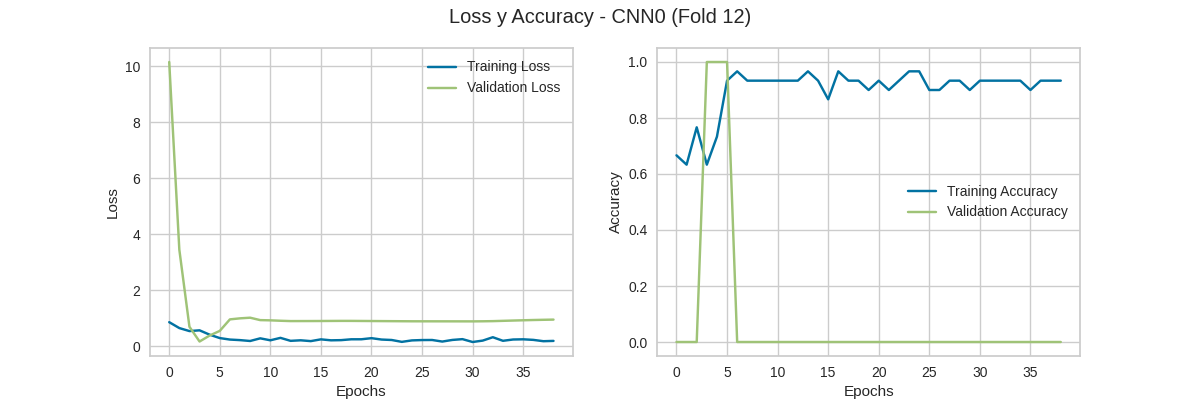 Loss y Accuracy - CNN0 (Fold 12)
Training Loss
Validation Loss
Loss
10
8
6
4
2
0
0 5 10 15 20 25 30 35
Epochs
Training Accuracy
Validation Accuracy
Accuracy
1.0
0.8
0.6
0.4
0.2
0.0
0 5 10 15 20 25 30 35
Epochs